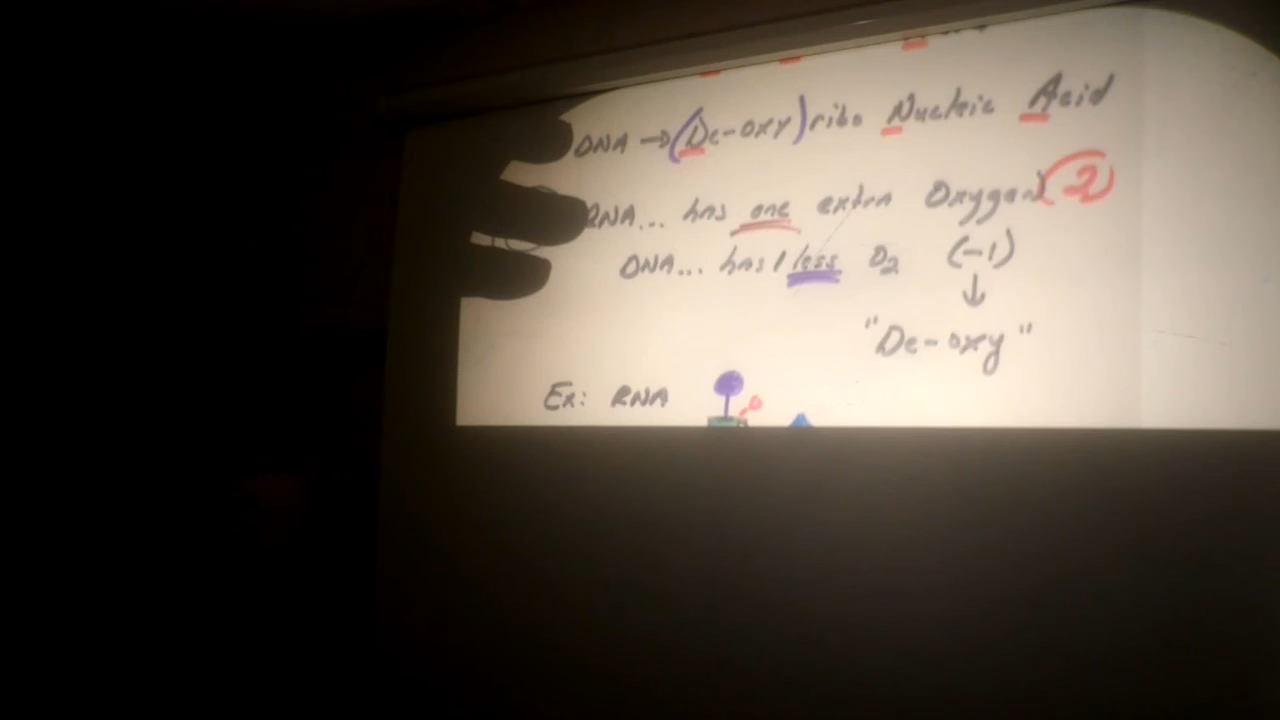 DNA → (De-oxy) ribo Nucleic Acid
RNA... has one extra Oxygen (2)
DNA... has 1 less O2 (-1)
↓
"De-oxy"
Ex: RNA